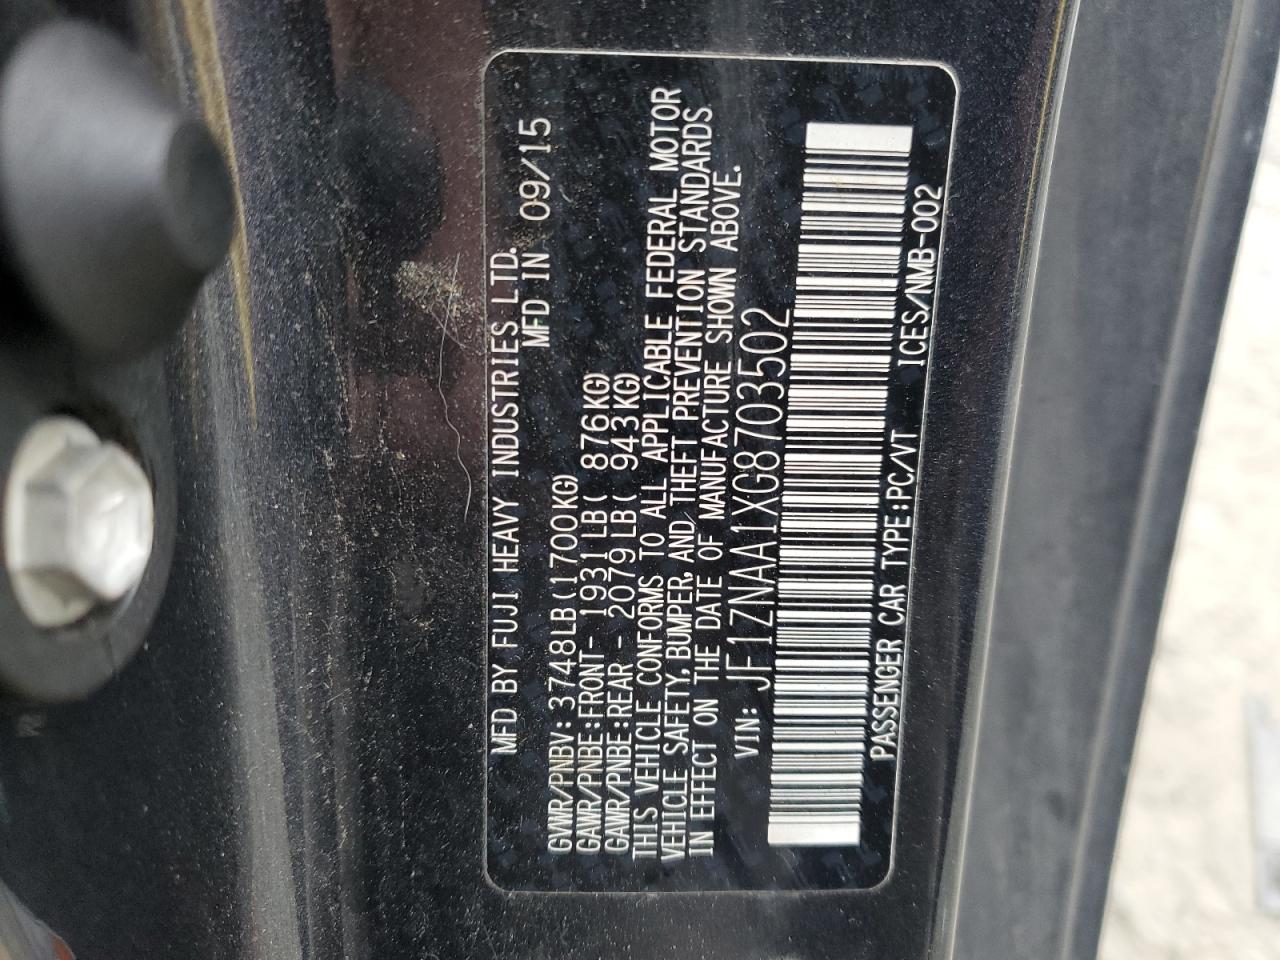 MFD BY FUJI HEAVY INDUSTRIES LTD.
MFD IN 09/15
GVWR/PNBV: 3748LB(1700KG)
GAWR/PNBE:FRONT- 1931LB( 876KG)
GAWR/PNBE:REAR - 2079LB( 943KG)
THIS VEHICLE CONFORMS TO ALL APPLICABLE FEDERAL MOTOR
VEHICLE SAFETY,BUMPER,AND THEFT PREVENTION STANDARDS
IN EFFECT ON THE DATE OF MANUFACTURE SHOWN ABOVE.
VIN: JF1ZNAA1XG8703502
PASSENGER CAR TYPE:PC/VT ICES/NMB-002